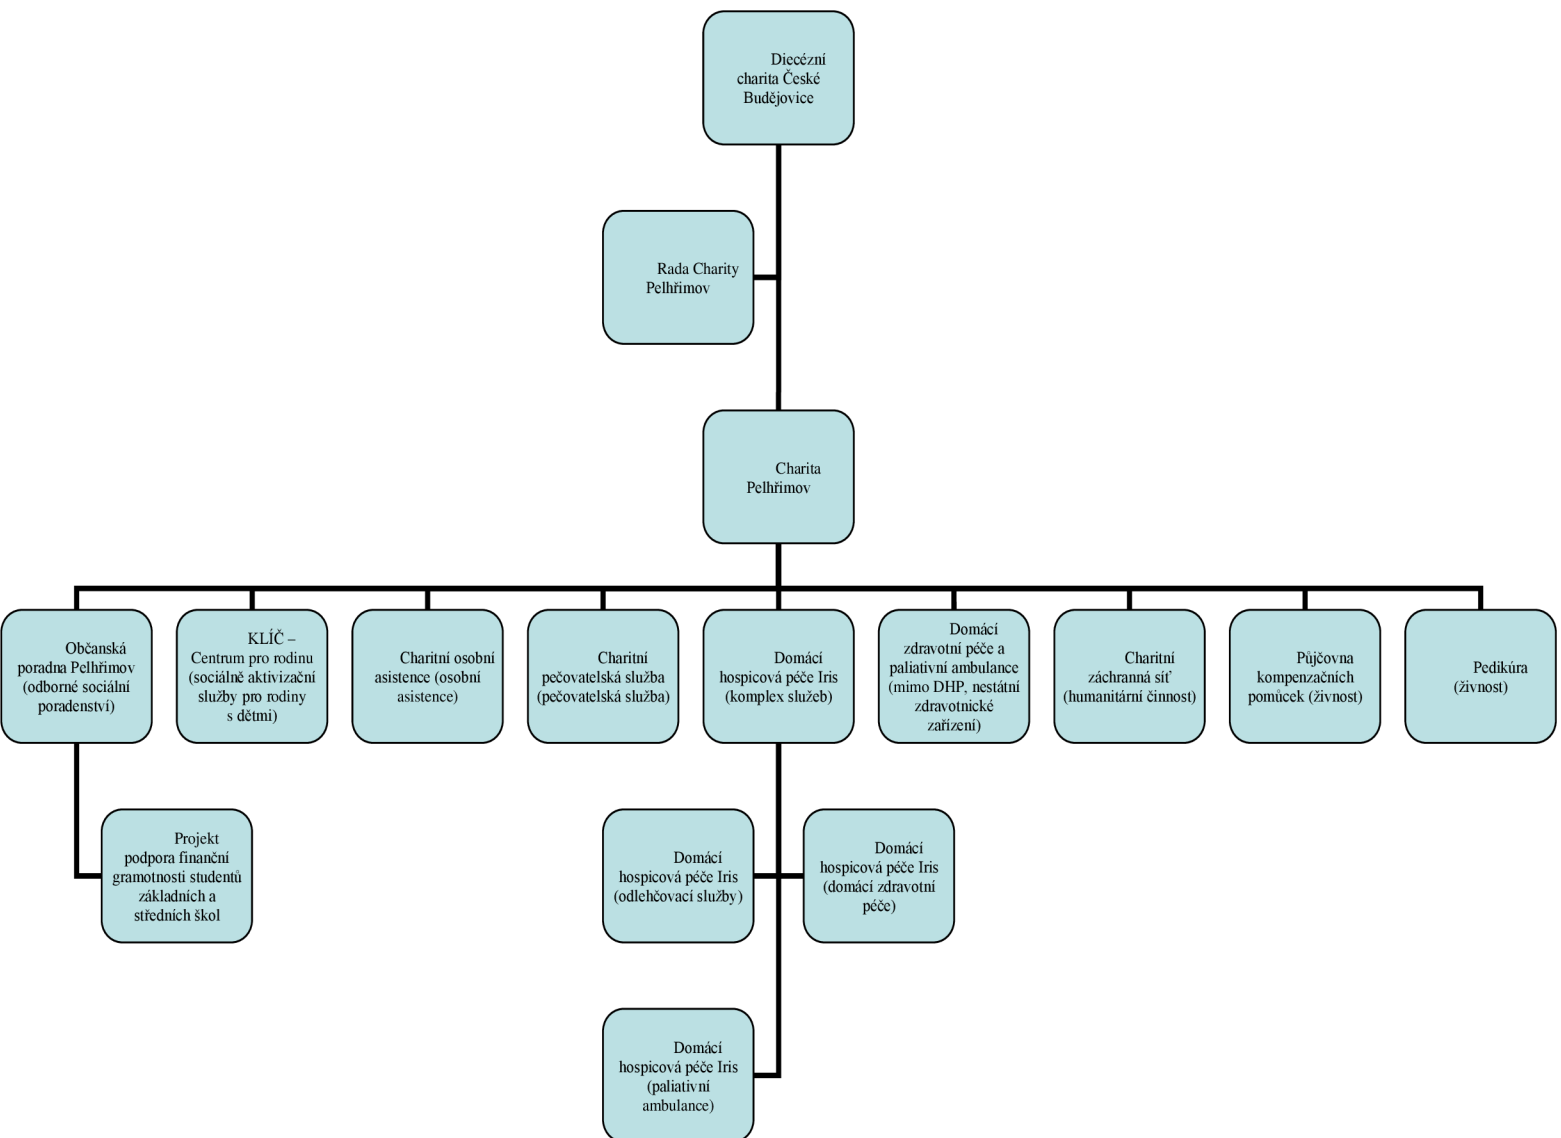 Diecézní
charita České
Budějovice
Rada Charity
Pelhřimov
Charita
Pelhřimov
Občanská
poradna Pelhřimov
(odborné sociální
poradenství)
KLÍČ –
Centrum pro rodinu
(sociálně aktivizační
služby pro rodiny
s dětmi)
Charitní osobní
asistence (osobní
asistence)
Charitní
pečovatelská služba
(pečovatelská služba)
Domácí
hospicová péče Iris
(komplex služeb)
Domácí
zdravotní péče a
paliativní ambulance
(mimo DHP, nestátní
zdravotnické
zařízení)
Charitní
záchranná síť
(humanitární činnost)
Půjčovna
kompenzačních
pomůcek (živnost)
Pedikúra
(živnost)
Projekt
podpora finanční
gramotnosti studentů
základních a
středních škol
Domácí
hospicová péče Iris
(odlehčovací služby)
Domácí
hospicová péče Iris
(domácí zdravotní
péče)
Domácí
hospicová péče Iris
(paliativní
ambulance)